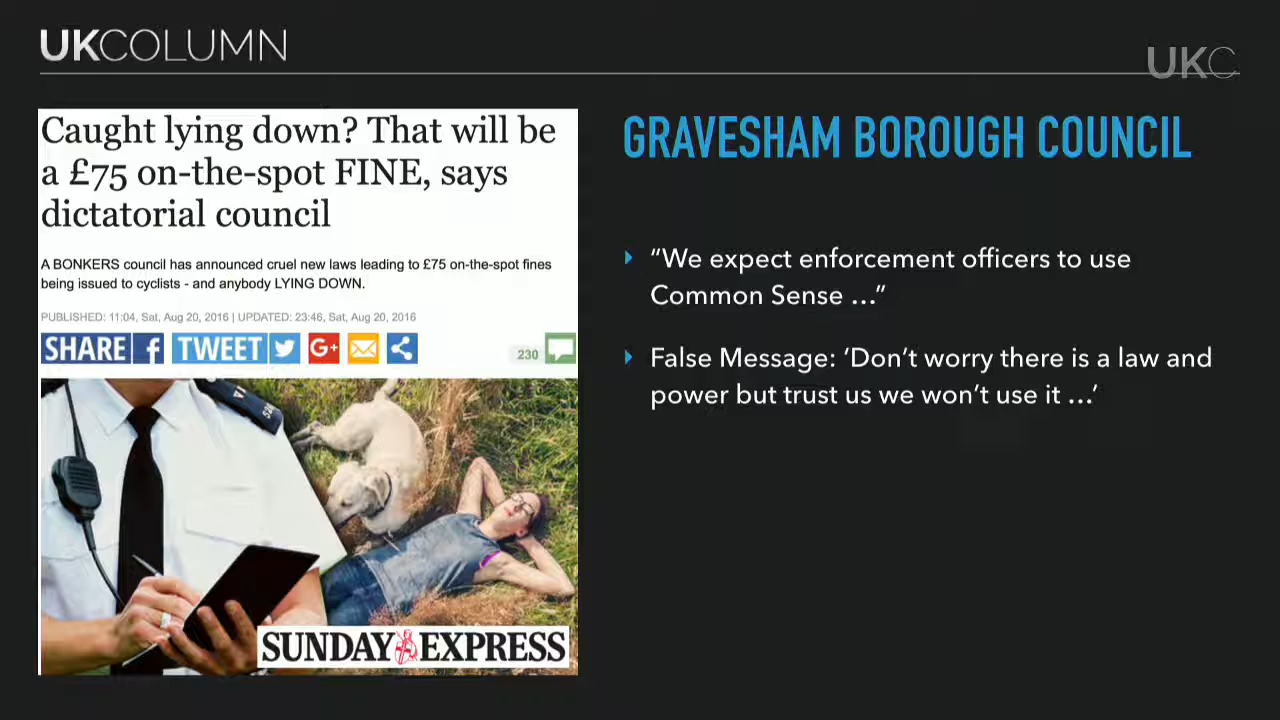 UKCOLUMN
UKC
Caught lying down? That will be
a £75 on-the-spot FINE, says
dictatorial council
A BONKERS council has announced cruel new laws leading to £75 on-the-spot fines
being issued to cyclists - and anybody LYING DOWN.
PUBLISHED: 11:04, Sat, Aug 20, 2016 | UPDATED: 23:46, Sat, Aug 20, 2016
SHARE f TWEET G+ 230
SUNDAY EXPRESS
GRAVESHAM BOROUGH COUNCIL
“We expect enforcement officers to use
Common Sense …”
False Message: ‘Don’t worry there is a law and
power but trust us we won’t use it …’